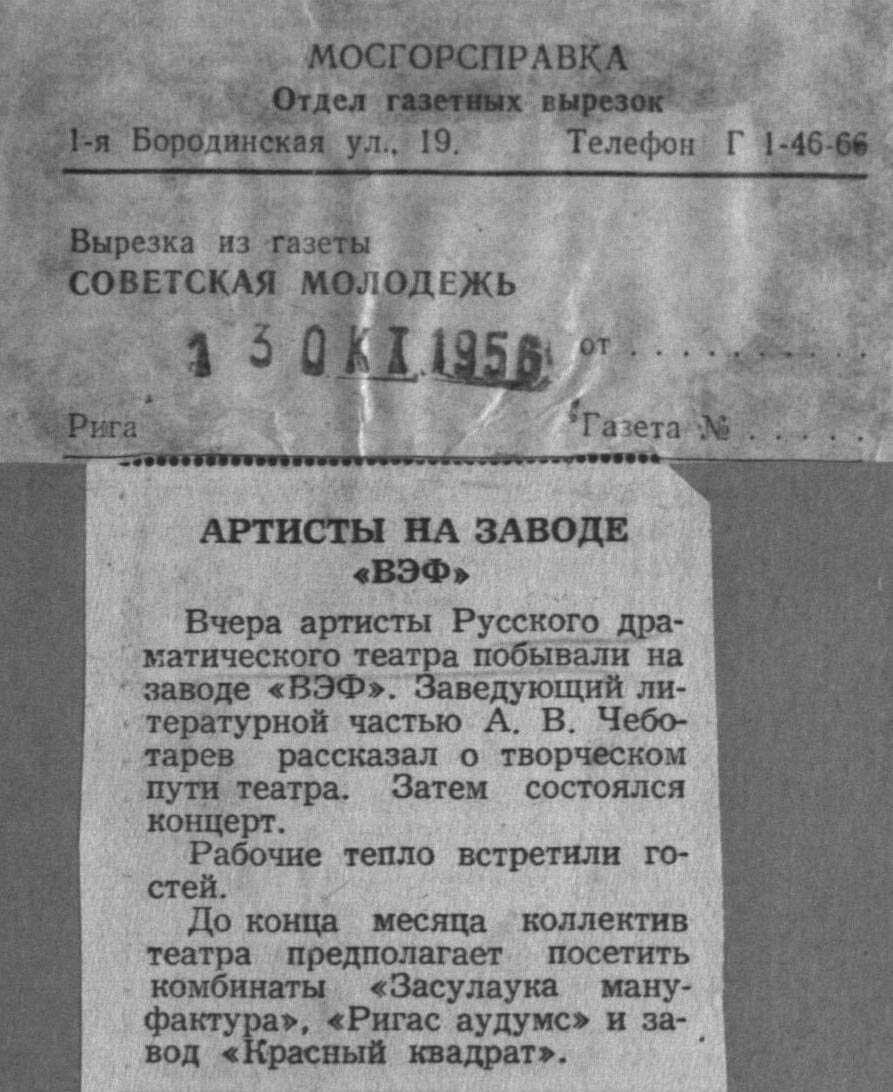 МОСГОРСПРАВКА
Отдел газетных вырезок
1-я Бородинская ул., 19. Телефон Г 1-46-66
Вырезка из газеты
СОВЕТСКАЯ МОЛОДЕЖЬ
1 3 ОКТ 1956 от . . . . . . . . . .
Рига Газета № . . . . .
АРТИСТЫ НА ЗАВОДЕ
«ВЭФ»
Вчера артисты Русского дра-
матического театра побывали на
заводе «ВЭФ». Заведующий ли-
тературной частью А. В. Чебо-
тарев рассказал о творческом
пути театра. Затем состоялся
концерт.
Рабочие тепло встретили го-
стей.
До конца месяца коллектив
театра предполагает посетить
комбинаты «Засулаука ману-
фактура», «Ригас аудумс» и за-
вод «Красный квадрат».